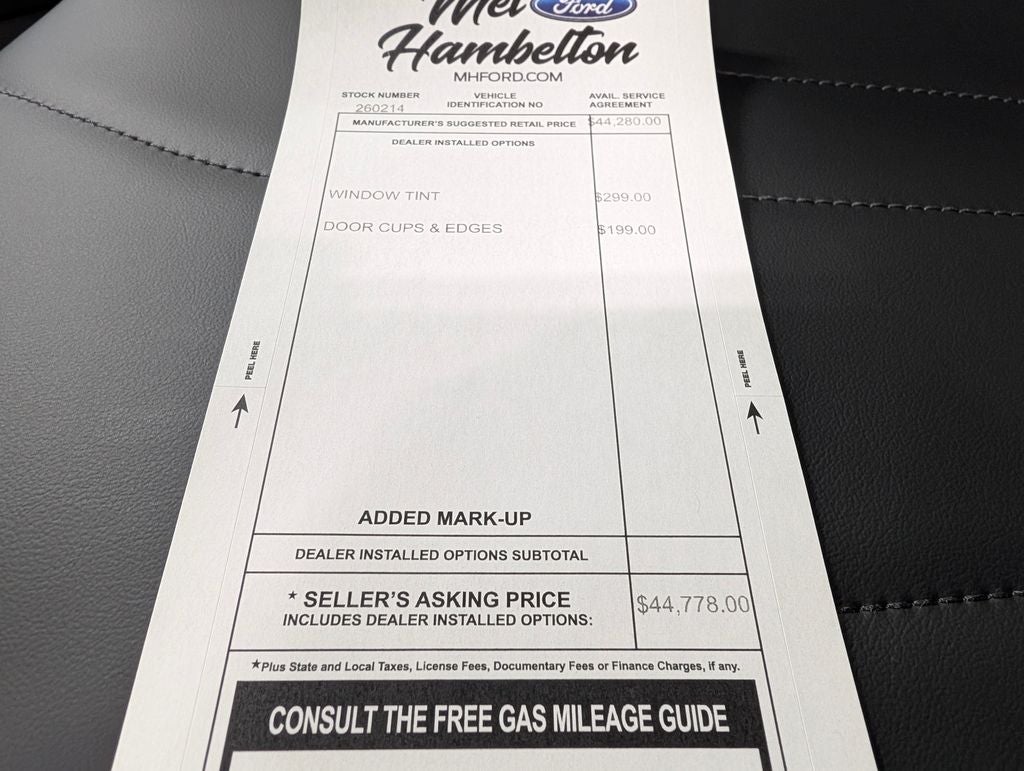 Mel Ford
Hambelton
MHFORD.COM
STOCK NUMBER VEHICLE IDENTIFICATION NO AVAIL. SERVICE AGREEMENT
260214
MANUFACTURER'S SUGGESTED RETAIL PRICE $44,280.00
DEALER INSTALLED OPTIONS
WINDOW TINT $299.00
DOOR CUPS & EDGES $199.00
PEEL HERE
PEEL HERE
ADDED MARK-UP
DEALER INSTALLED OPTIONS SUBTOTAL
* SELLER'S ASKING PRICE $44,778.00
INCLUDES DEALER INSTALLED OPTIONS:
*Plus State and Local Taxes, License Fees, Documentary Fees or Finance Charges, if any.
CONSULT THE FREE GAS MILEAGE GUIDE